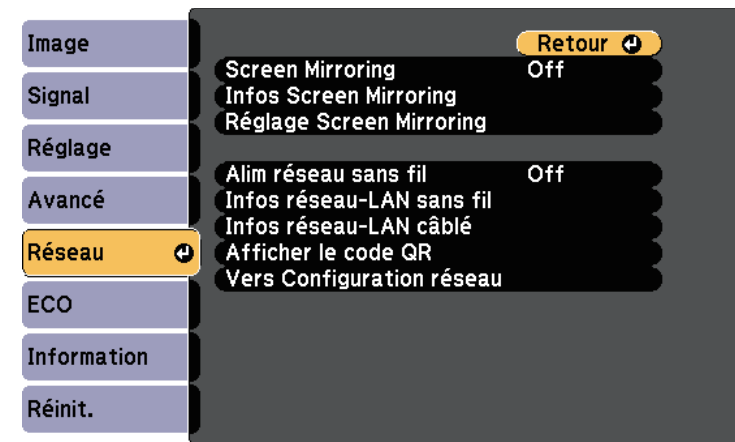 Image
Signal
Réglage
Avancé
Réseau
ECO
Information
Réinit.
Retour
Screen Mirroring Off
Infos Screen Mirroring
Réglage Screen Mirroring
Alim réseau sans fil Off
Infos réseau-LAN sans fil
Infos réseau-LAN câblé
Afficher le code QR
Vers Configuration réseau